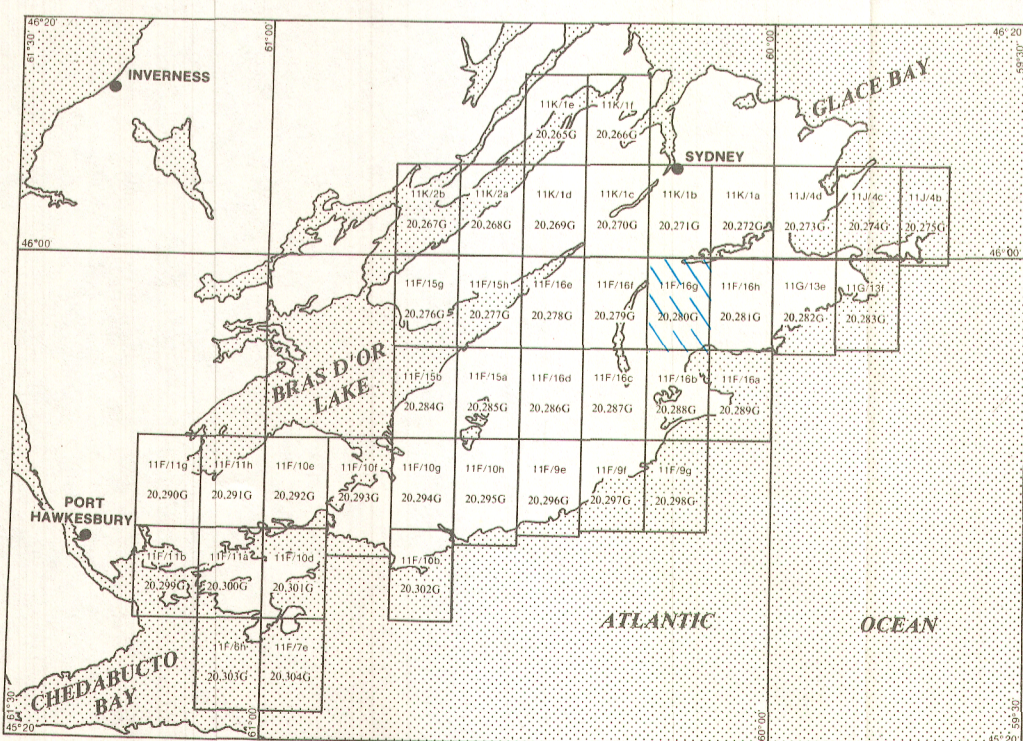 46°20'
61°30'
61°00'
60°00'
46°20'
59°30'
INVERNESS
GLACE BAY
SYDNEY
11K/1e
11K/1f
20,265G
20,266G
11K/2b
11K/2a
11K/1d
11K/1c
11K/1b
11K/1a
11J/4d
11J/4c
11J/4b
20,267G
20,268G
20,269G
20,270G
20,271G
20,272G
20,273G
20,274G
20,275G
46°00'
46°00'
11F/15g
11F/15h
11F/16e
11F/16f
11F/16g
11F/16h
11G/13e
11G/13f
20,276G
20,277G
20,278G
20,279G
20,280G
20,281G
20,282G
20,283G
BRAS D'OR
LAKE
11F/15b
11F/15a
11F/16d
11F/16c
11F/16b
11F/16a
20,284G
20,285G
20,286G
20,287G
20,288G
20,289G
11F/11g
11F/11h
11F/10e
11F/10f
11F/10g
11F/10h
11F/9e
11F/9f
11F/9g
20,290G
20,291G
20,292G
20,293G
20,294G
20,295G
20,296G
20,297G
20,298G
PORT
HAWKESBURY
11F/11b
11F/11a
11F/10d
11F/10b
20,299G
20,300G
20,301G
20,302G
ATLANTIC
OCEAN
11F/6h
11F/7e
20,303G
20,304G
CHEDABUCTO
BAY
61°30'
45°20'
61°00'
60°00'
59°30'
45°20'